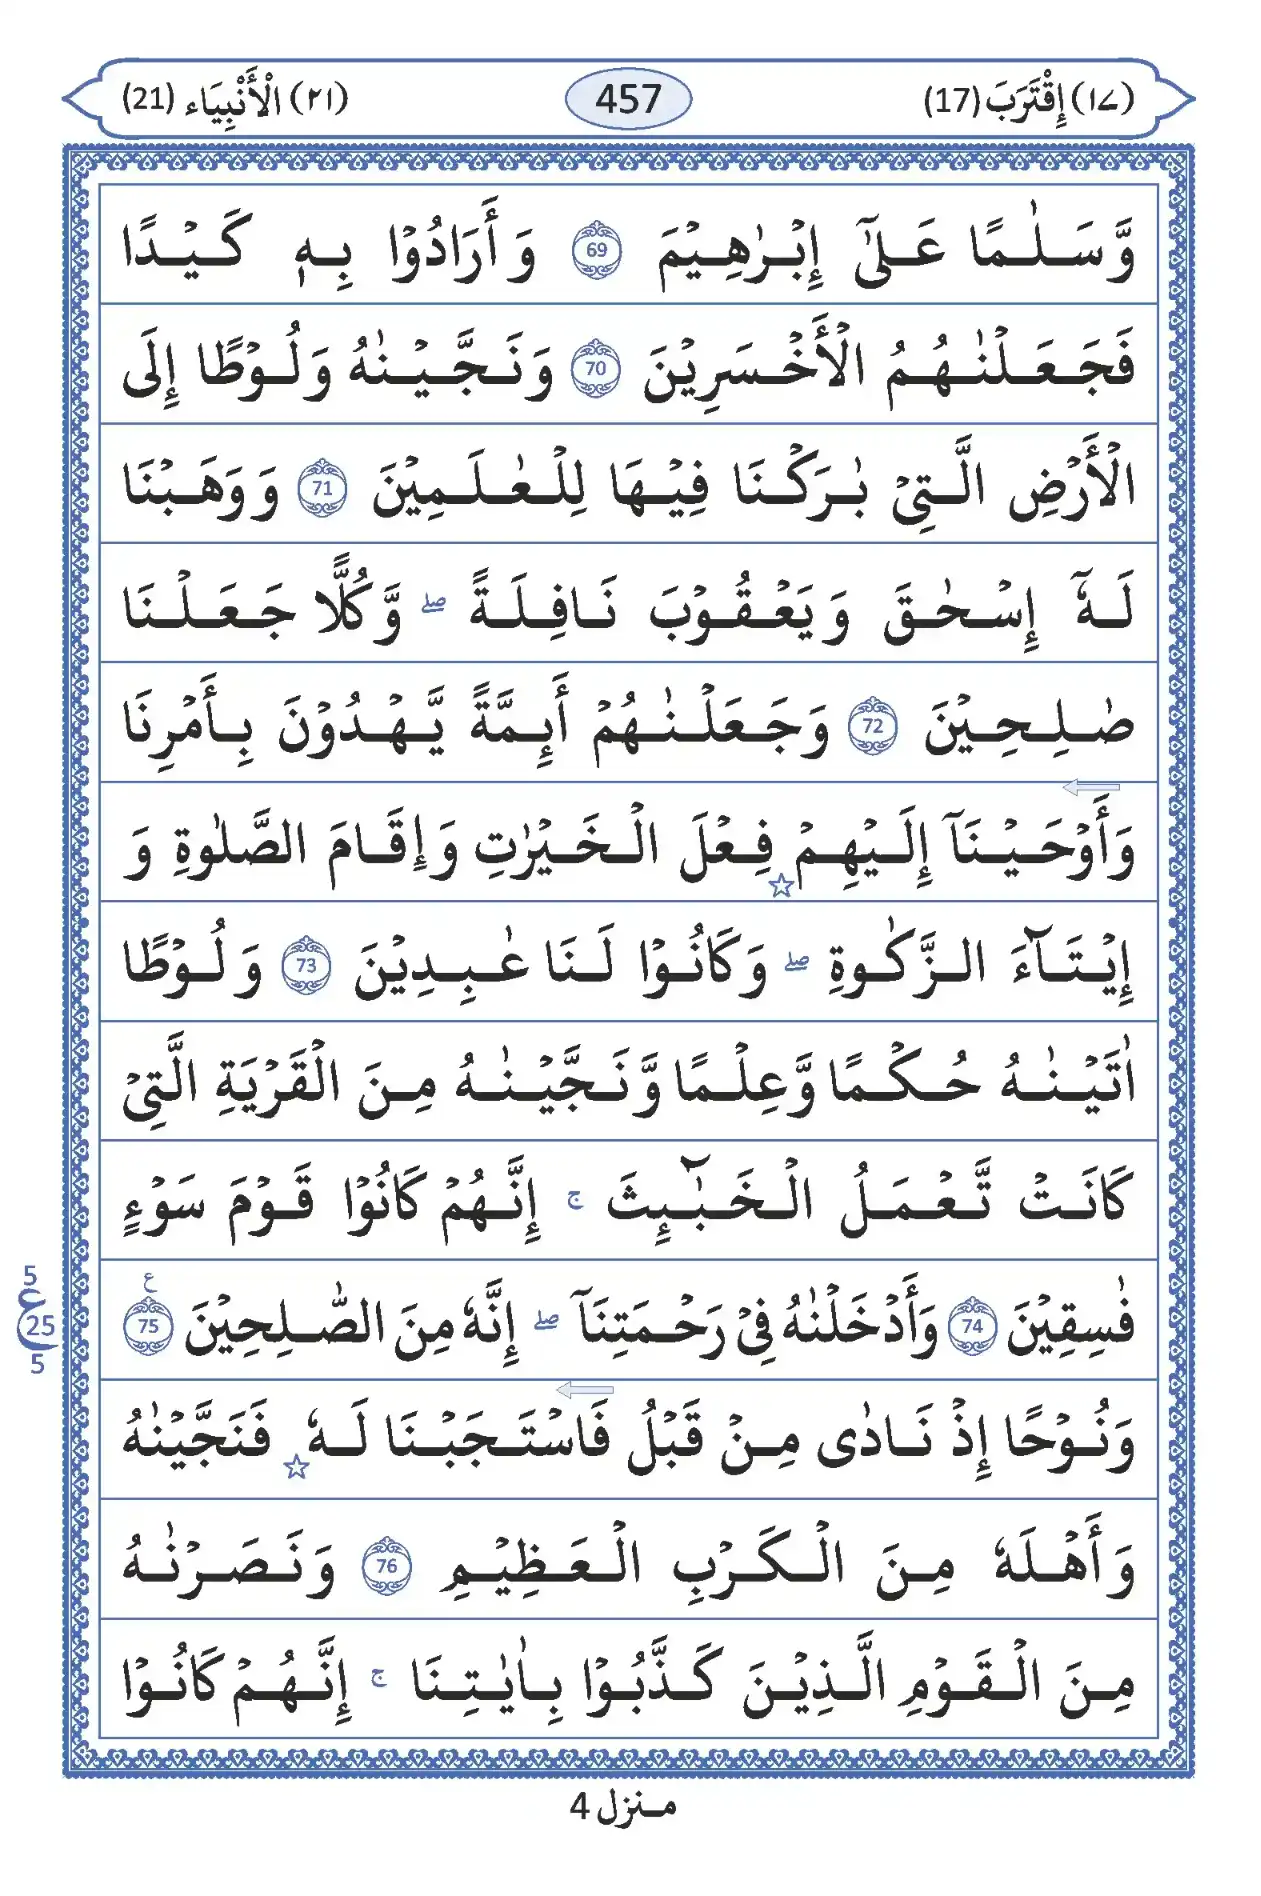 (١٧) إِقْتَرَبَ (17) 457 (٢١) الْأَنْبِيَاء (21)
وَّسَلٰمًا عَلٰىٓ إِبْرٰهِيْمَ 69 وَأَرَادُوْا بِهٖ كَيْدًا
فَجَعَلْنٰهُمُ الْأَخْسَرِيْنَ 70 وَنَجَّيْنٰهُ وَلُوْطًا إِلَى
الْأَرْضِ الَّتِيْ بٰرَكْنَا فِيْهَا لِلْعٰلَمِيْنَ 71 وَوَهَبْنَا
لَهٗٓ إِسْحٰقَ وَيَعْقُوْبَ نَافِلَةً ۖ وَّكُلًّا جَعَلْنَا
صٰلِحِيْنَ 72 وَجَعَلْنٰهُمْ أَئِمَّةً يَّهْدُوْنَ بِأَمْرِنَا
وَأَوْحَيْنَآ إِلَيْهِمْ ☆ فِعْلَ الْخَيْرٰتِ وَإِقَامَ الصَّلٰوةِ وَ
إِيْتَآءَ الزَّكٰوةِ ۖ وَكَانُوْا لَنَا عٰبِدِيْنَ 73 وَلُوْطًا
اٰتَيْنٰهُ حُكْمًا وَّعِلْمًا وَّنَجَّيْنٰهُ مِنَ الْقَرْيَةِ الَّتِيْ
كَانَتْ تَّعْمَلُ الْخَبٰٓئِثَ ۚ إِنَّهُمْ كَانُوْا قَوْمَ سَوْءٍ
فٰسِقِيْنَ 74 وَأَدْخَلْنٰهُ فِيْ رَحْمَتِنَآ ۖ إِنَّهٗ مِنَ الصّٰلِحِيْنَ 75 ع
5
25
5
وَنُوْحًا إِذْ نَادٰى مِنْ قَبْلُ فَاسْتَجَبْنَا لَهٗ ☆ فَنَجَّيْنٰهُ
وَأَهْلَهٗ مِنَ الْكَرْبِ الْعَظِيْمِ 76 وَنَصَرْنٰهُ
مِنَ الْقَوْمِ الَّذِيْنَ كَذَّبُوْا بِاٰيٰتِنَا ۚ إِنَّهُمْ كَانُوْا
منزل 4